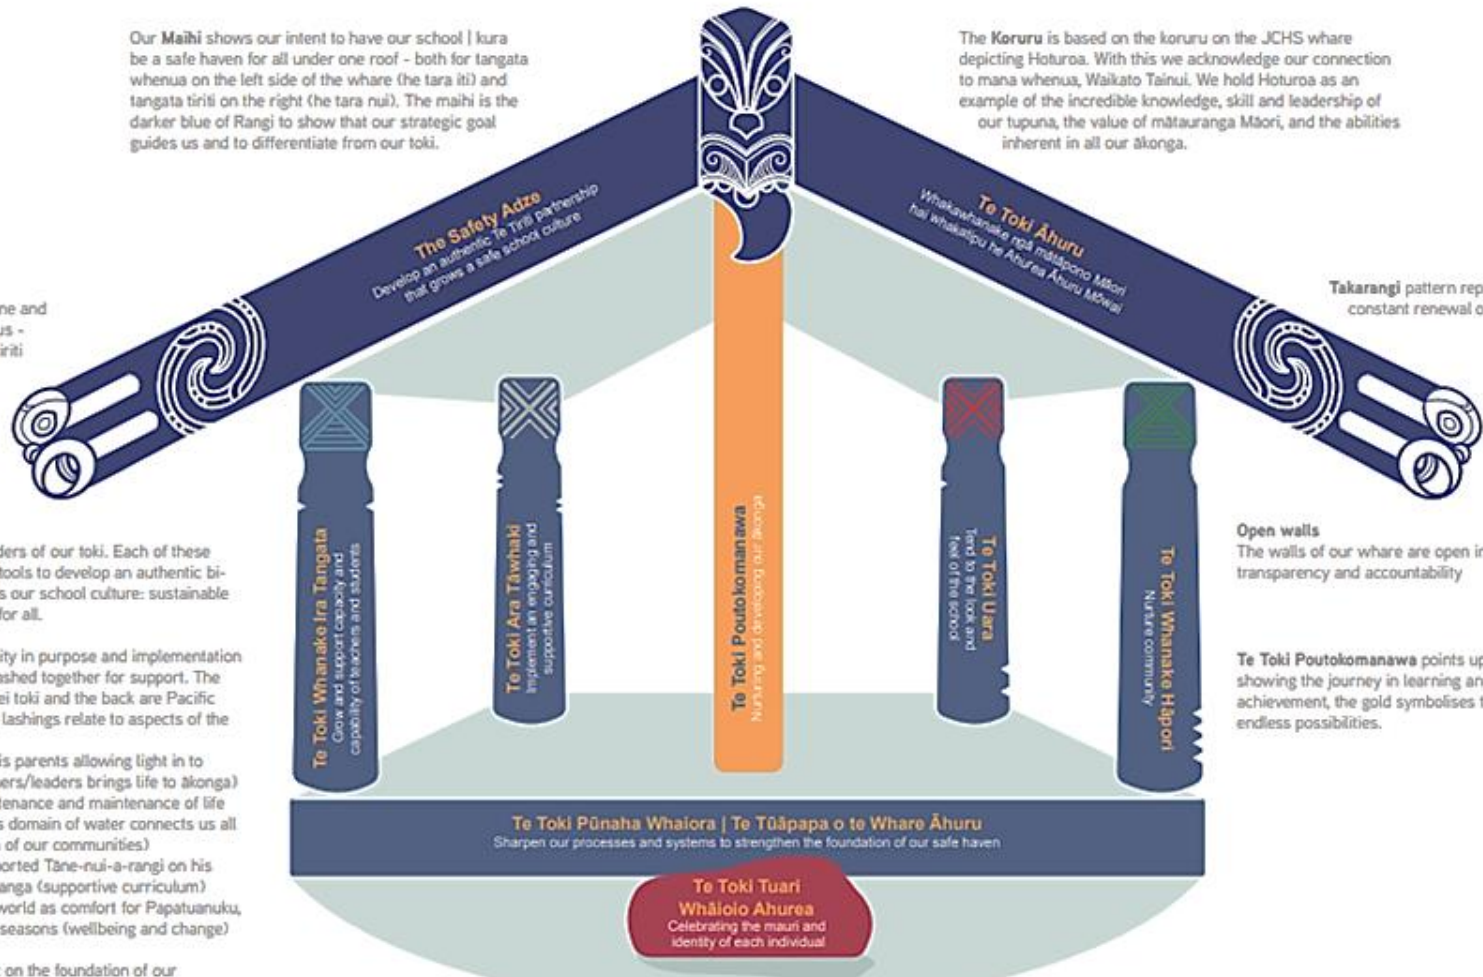 Our Maihi shows our intent to have our school | kura
be a safe haven for all under one roof - both for tangata
whenua on the left side of the whare (he tara iti) and
tangata tiriti on the right (he tara nui). The maihi is the
darker blue of Rangi to show that our strategic goal
guides us and to differentiate from our toki.
The Koruru is based on the koruru on the JCHS whare
depicting Hoturoa. With this we acknowledge our connection
to mana whenua, Waikato Tainui. We hold Hoturoa as an
example of the incredible knowledge, skill and leadership of
our tupuna, the value of mātauranga Māori, and the abilities
inherent in all our ākonga.
The Safety Adze
Develop an authentic Te Tiriti partnership
that grows a safe school culture
Te Toki Āhuru
Whakawhanake ngā mātāpono Māori
hai whakatipu he Āhurea Āhuru Mōwai
ne and
us -
iriti
Takarangi pattern rep
constant renewal o
ders of our toki. Each of these
tools to develop an authentic bi-
s our school culture: sustainable
for all.
ity in purpose and implementation
ashed together for support. The
ei toki and the back are Pacific
lashings relate to aspects of the
is parents allowing light in to
ers/leaders brings life to ākonga)
tenance and maintenance of life
s domain of water connects us all
of our communities)
ported Tāne-nui-a-rangi on his
anga (supportive curriculum)
world as comfort for Papatuanuku,
seasons (wellbeing and change)
t on the foundation of our
Te Toki Whanake Ira Tangata
Grow and support capacity and
capability of teachers and students
Te Toki Ara Tāwhaki
Implement an engaging and
supportive curriculum
Te Toki Poutokomanawa
Nurturing and developing our ākonga
Te Toki Uara
Tend to the look and
feel of the school
Te Toki Whanake Hāpori
Nurture community
Open walls
The walls of our whare are open in
transparency and accountability
Te Toki Poutokomanawa points up
showing the journey in learning an
achievement, the gold symbolises t
endless possibilities.
Te Toki Pūnaha Whaiora | Te Tūāpapa o te Whare Āhuru
Sharpen our processes and systems to strengthen the foundation of our safe haven
Te Toki Tuari
Whāioio Ahurea
Celebrating the mauri and
identity of each individual